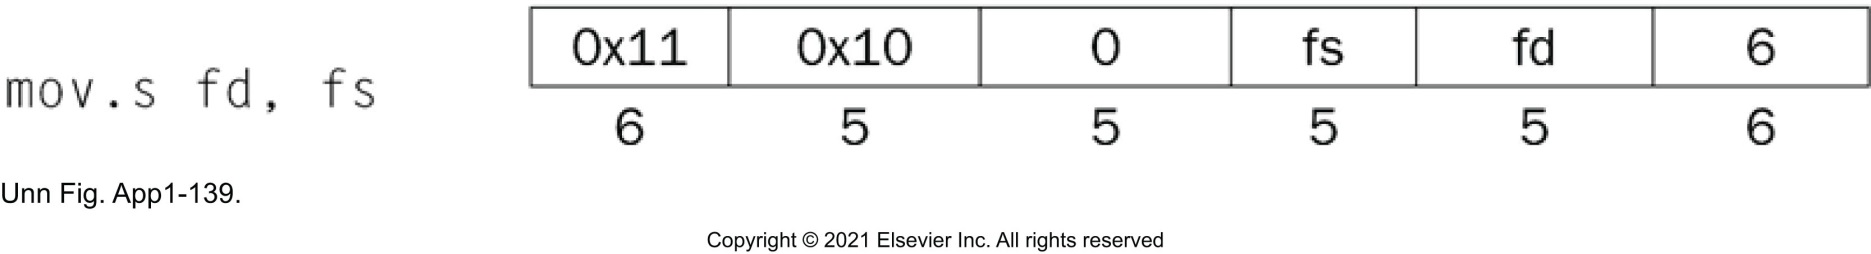 mov.s fd, fs
0x11 0x10 0 fs fd 6
6 5 5 5 5 6
Unn Fig. App1-139.
Copyright © 2021 Elsevier Inc. All rights reserved